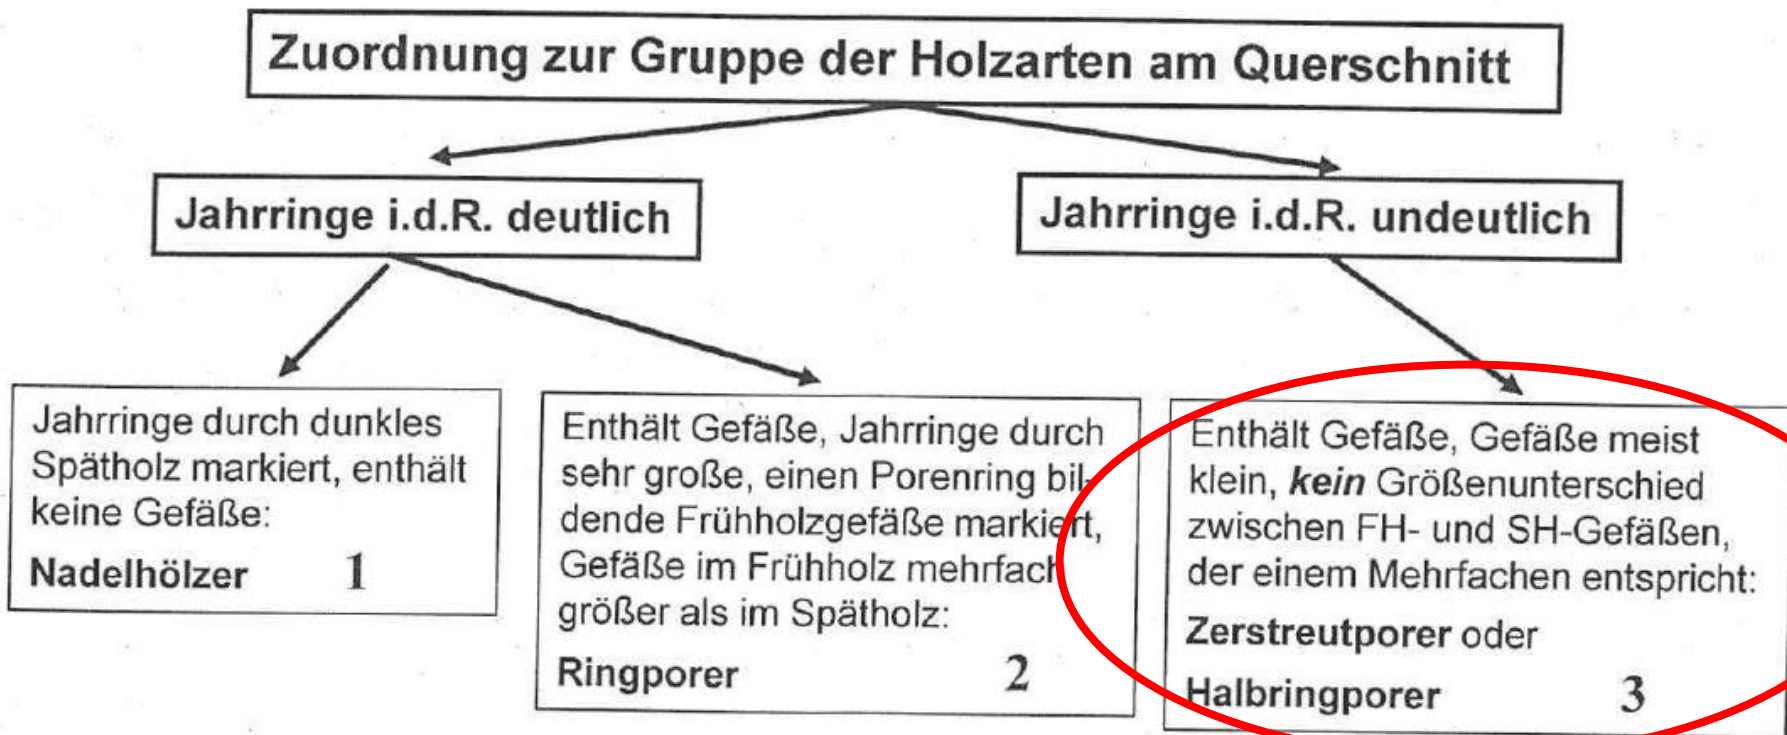 Zuordnung zur Gruppe der Holzarten am Querschnitt
Jahrringe i.d.R. deutlich
Jahrringe i.d.R. undeutlich
Jahrringe durch dunkles
Spätholz markiert, enthält
keine Gefäße:
Nadelhölzer 1
Enthält Gefäße, Jahrringe durch
sehr große, einen Porenring bil-
dende Frühholzgefäße markiert,
Gefäße im Frühholz mehrfach
größer als im Spätholz:
Ringporer 2
Enthält Gefäße, Gefäße meist
klein, kein Größenunterschied
zwischen FH- und SH-Gefäßen,
der einem Mehrfachen entspricht:
Zerstreutporer oder
Halbringporer 3